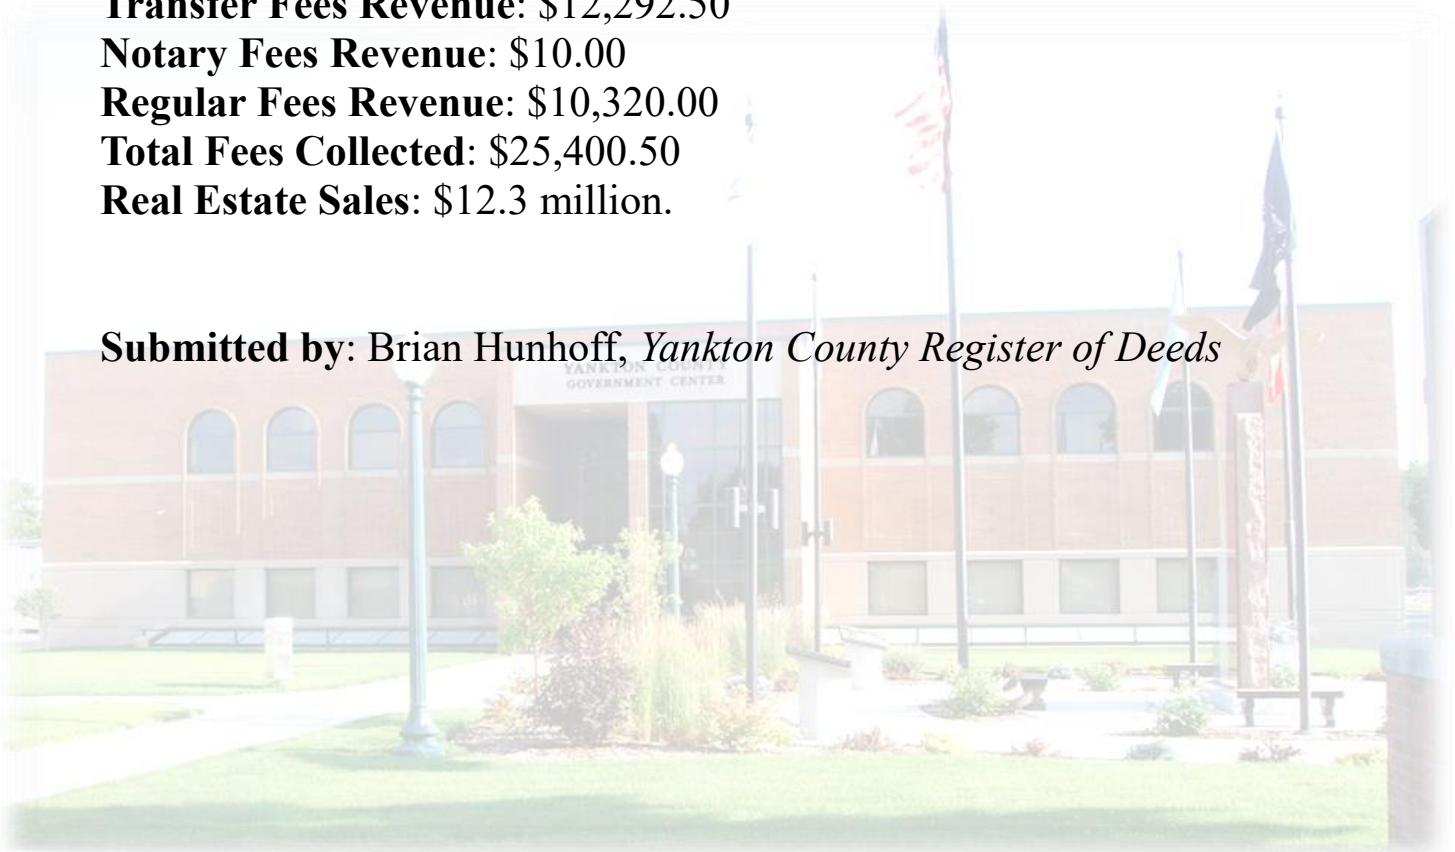 Transfer Fees Revenue: $12,292.50
Notary Fees Revenue: $10.00
Regular Fees Revenue: $10,320.00
Total Fees Collected: $25,400.50
Real Estate Sales: $12.3 million.
Submitted by: Brian Hunhoff, Yankton County Register of Deeds
YANKTON COUNTY
GOVERNMENT CENTER